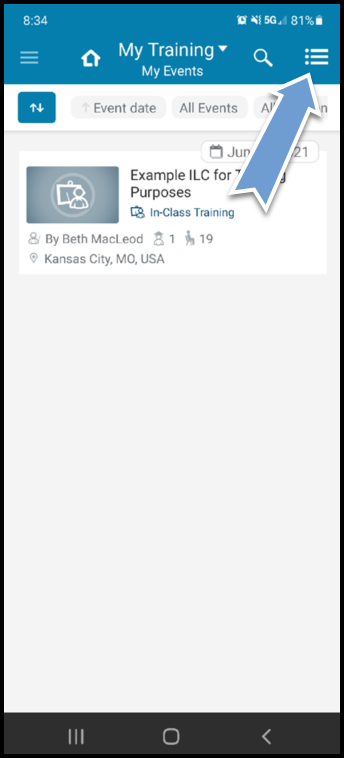 8:34 5G 81%
My Training
My Events
Event date All Events
Example ILC for
Purposes
In-Class Training
By Beth MacLeod 1 19
Kansas City, MO, USA